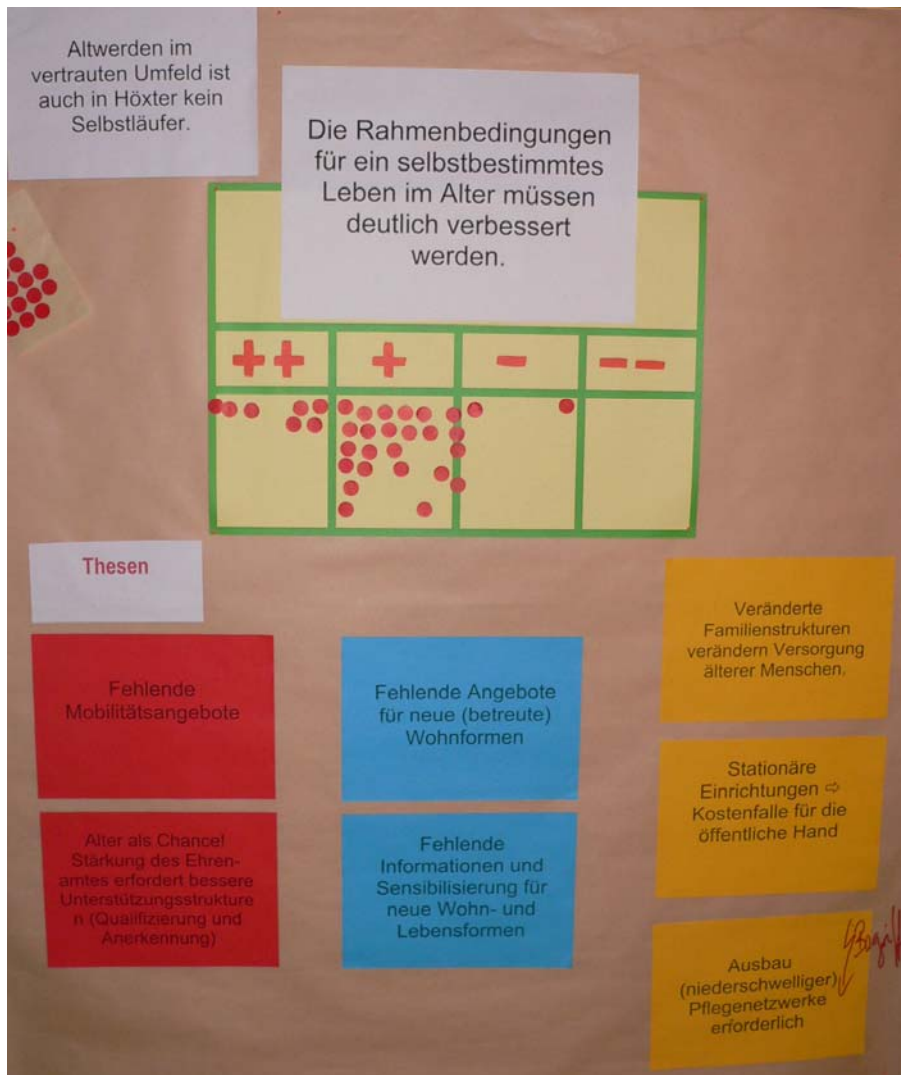 Altwerden im
vertrauten Umfeld ist
auch in Höxter kein
Selbstläufer.
Die Rahmenbedingungen
für ein selbstbestimmtes
Leben im Alter müssen
deutlich verbessert
werden.
++ + - --
Thesen
Fehlende
Mobilitätsangebote
Alter als Chance!
Stärkung des Ehren-
amtes erfordert bessere
Unterstützungsstrukture
n (Qualifizierung und
Anerkennung)
Fehlende Angebote
für neue (betreute)
Wohnformen
Fehlende
Informationen und
Sensibilisierung für
neue Wohn- und
Lebensformen
Veränderte
Familienstrukturen
verändern Versorgung
älterer Menschen.
Stationäre
Einrichtungen ⇨
Kostenfalle für die
öffentliche Hand
Ausbau
(niederschwelliger)
Pflegenetzwerke
erforderlich